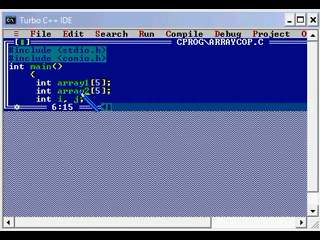 Turbo C++ IDE
≡ File Edit Search Run Compile Debug Project O
CPROG\ARRAYCOP.C
#include <stdio.h>
#include <conio.h>
int main()
{
int array1[5];
int array2[5];
int i, j;
6:15